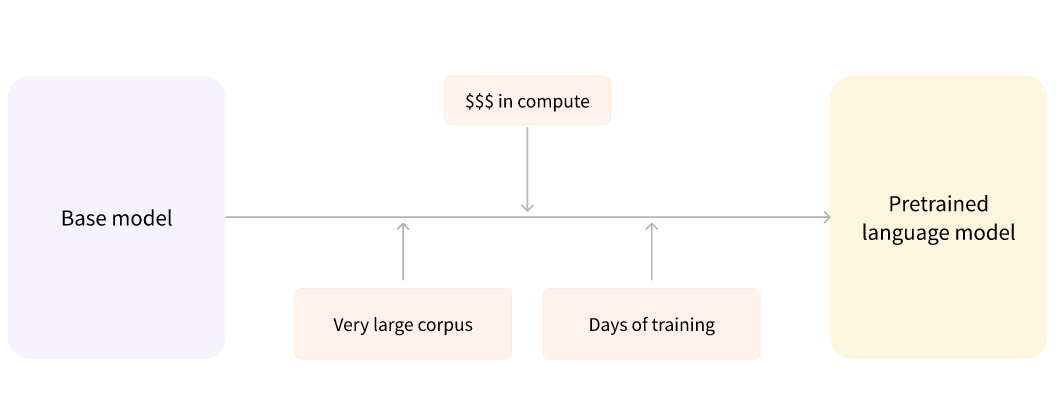 $$$ in compute
Base model
Pretrained
language model
Very large corpus
Days of training